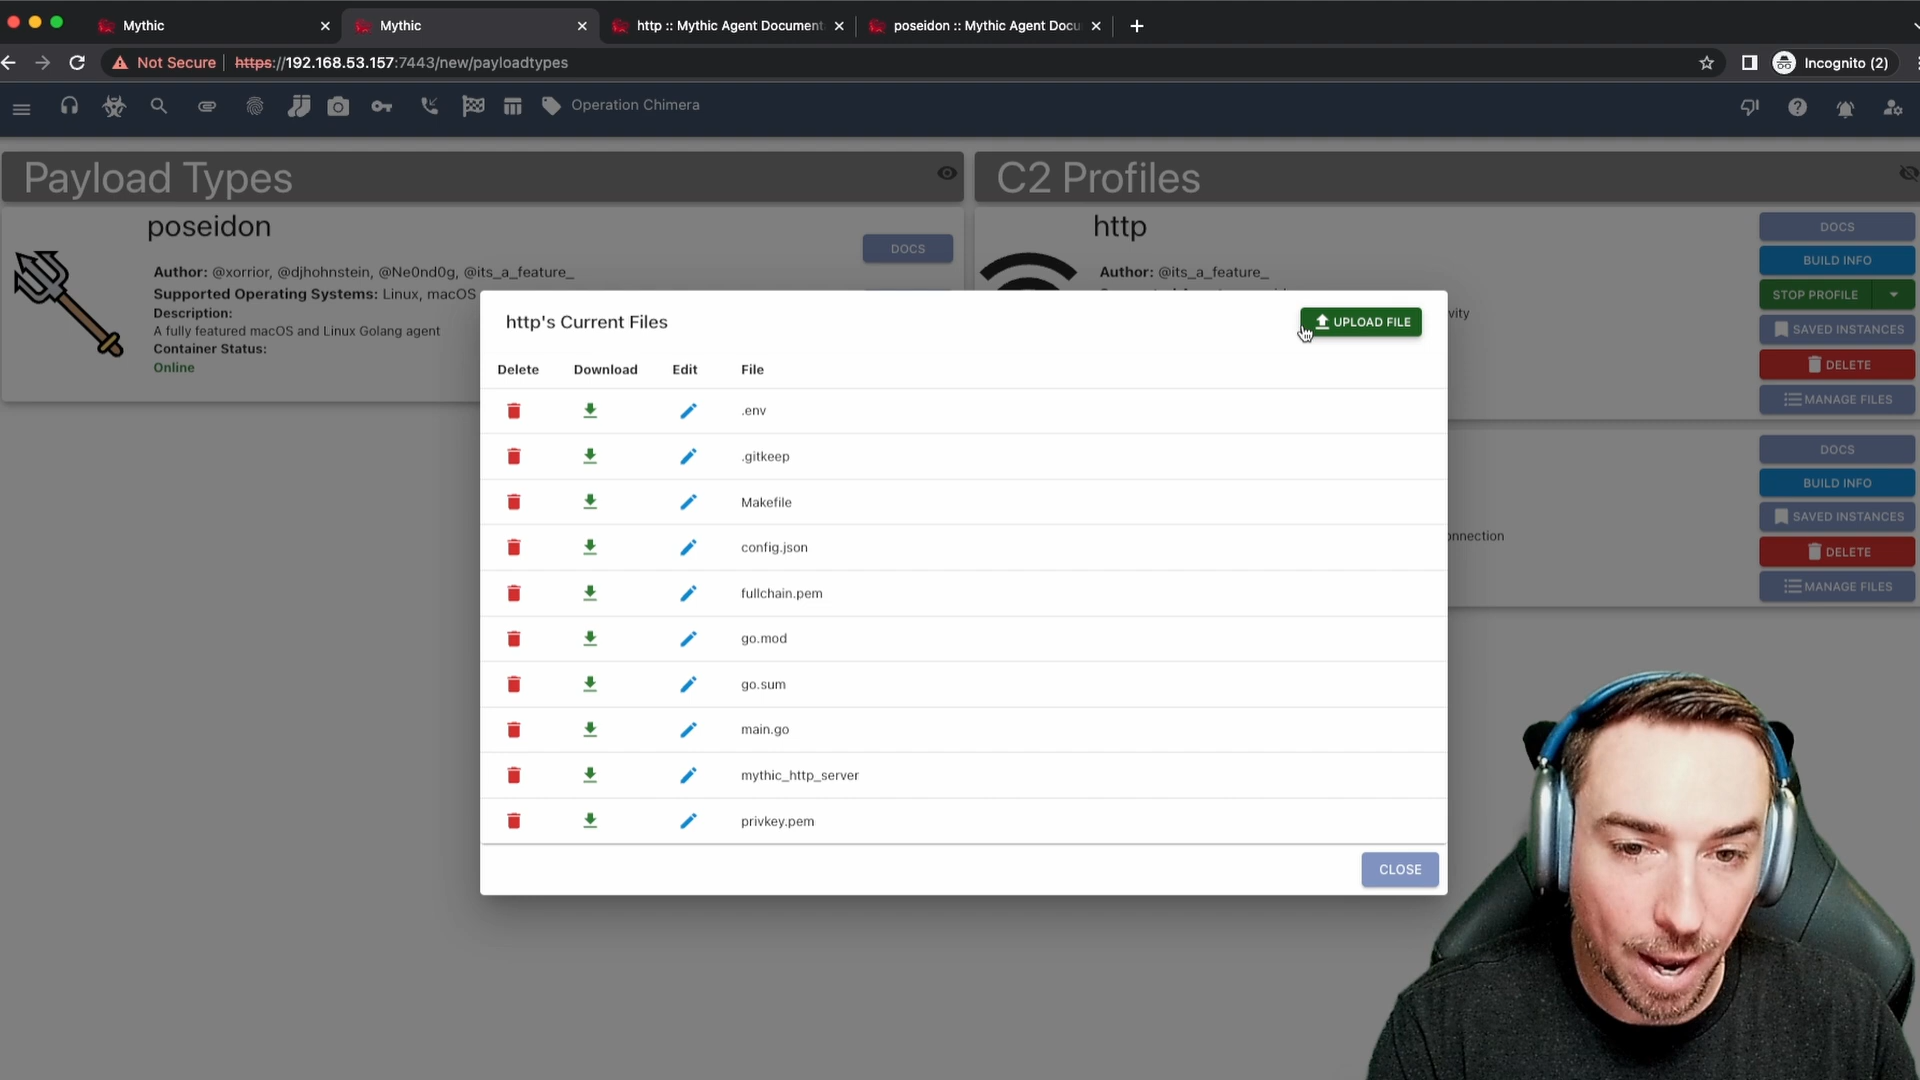 Mythic
Mythic
http :: Mythic Agent Document
poseidon :: Mythic Agent Docu
Not Secure
https://192.168.53.157:7443/new/payloadtypes
Incognito (2)
Operation Chimera
Payload Types
C2 Profiles
poseidon
DOCS
Author: @xorrior, @djhohnstein, @Ne0nd0g, @its_a_feature_
Supported Operating Systems: Linux, macOS
Description:
A fully featured macOS and Linux Golang agent
Container Status:
Online
http
Author: @its_a_feature_
vity
DOCS
BUILD INFO
STOP PROFILE
SAVED INSTANCES
DELETE
MANAGE FILES
nnection
DOCS
BUILD INFO
SAVED INSTANCES
DELETE
MANAGE FILES
http's Current Files
UPLOAD FILE
Delete Download Edit File
.env
.gitkeep
Makefile
config.json
fullchain.pem
go.mod
go.sum
main.go
mythic_http_server
privkey.pem
CLOSE